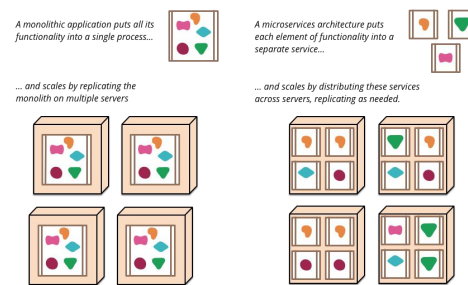 A monolithic application puts all its
functionality into a single process...
... and scales by replicating the
monolith on multiple servers
A microservices architecture puts
each element of functionality into a
separate service...
... and scales by distributing these services
across servers, replicating as needed.